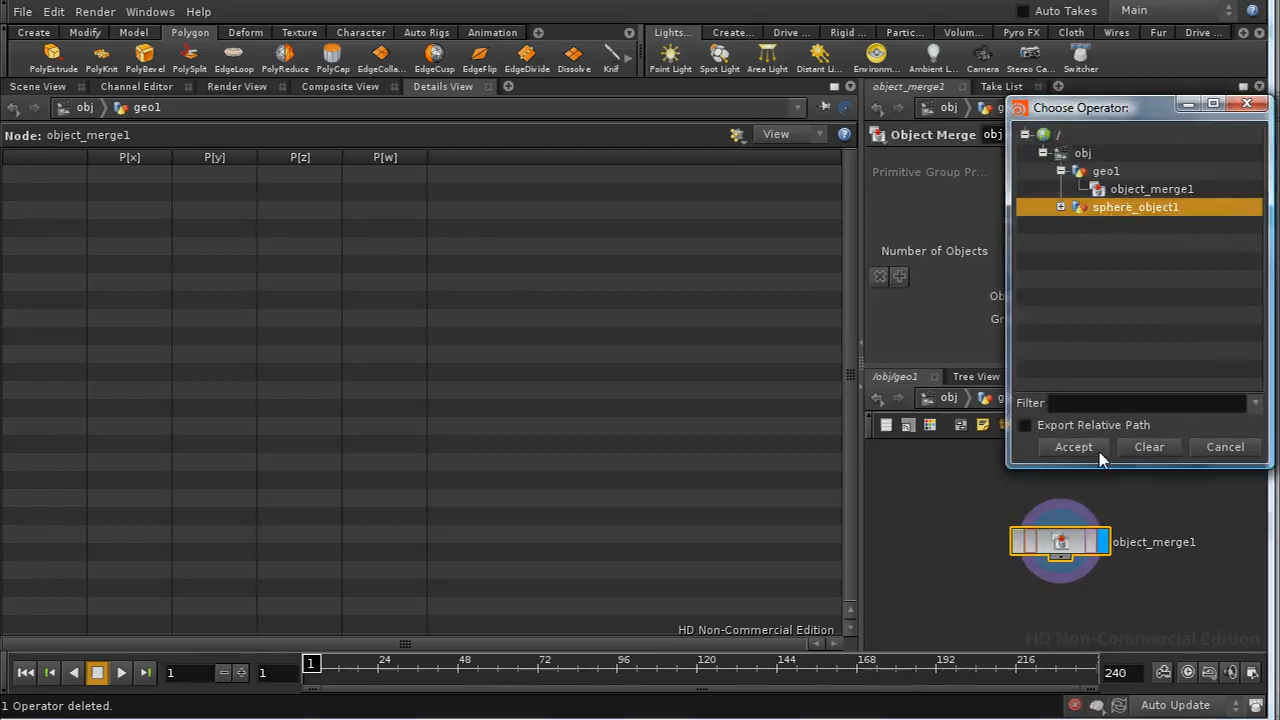 File Edit Render Windows Help
Auto Takes Main
Create Modify Model Polygon Deform Texture Character Auto Rigs Animation
Lights... Create... Drive ... Rigid ... Partic... Volum... Pyro FX Cloth Wires Fur Drive ...
PolyExtrude PolyKnit PolyBevel PolySplit EdgeLoop PolyReduce PolyCap EdgeColla... EdgeCusp EdgeFlip EdgeDivide Dissolve Knif
Point Light Spot Light Area Light Distant Li... Environm... Ambient L... Camera Stereo Ca... Switcher
Scene View Channel Editor Render View Composite View Details View
object_merge1 Take List
obj geo1
obj
Choose Operator:
Node: object_merge1 View
Object Merge obj
P[x] P[y] P[z] P[w]
Primitive Group Pr...
Number of Objects
Ob
Gr
/
obj
geo1
object_merge1
sphere_object1
Filter
Export Relative Path
Accept Clear Cancel
/obj/geo1 Tree View
obj g
object_merge1
HD Non-Commercial Edition
HD Non-Commercial Edition
1 1 1 24 48 72 96 120 144 168 192 216 240
1 Operator deleted. Auto Update